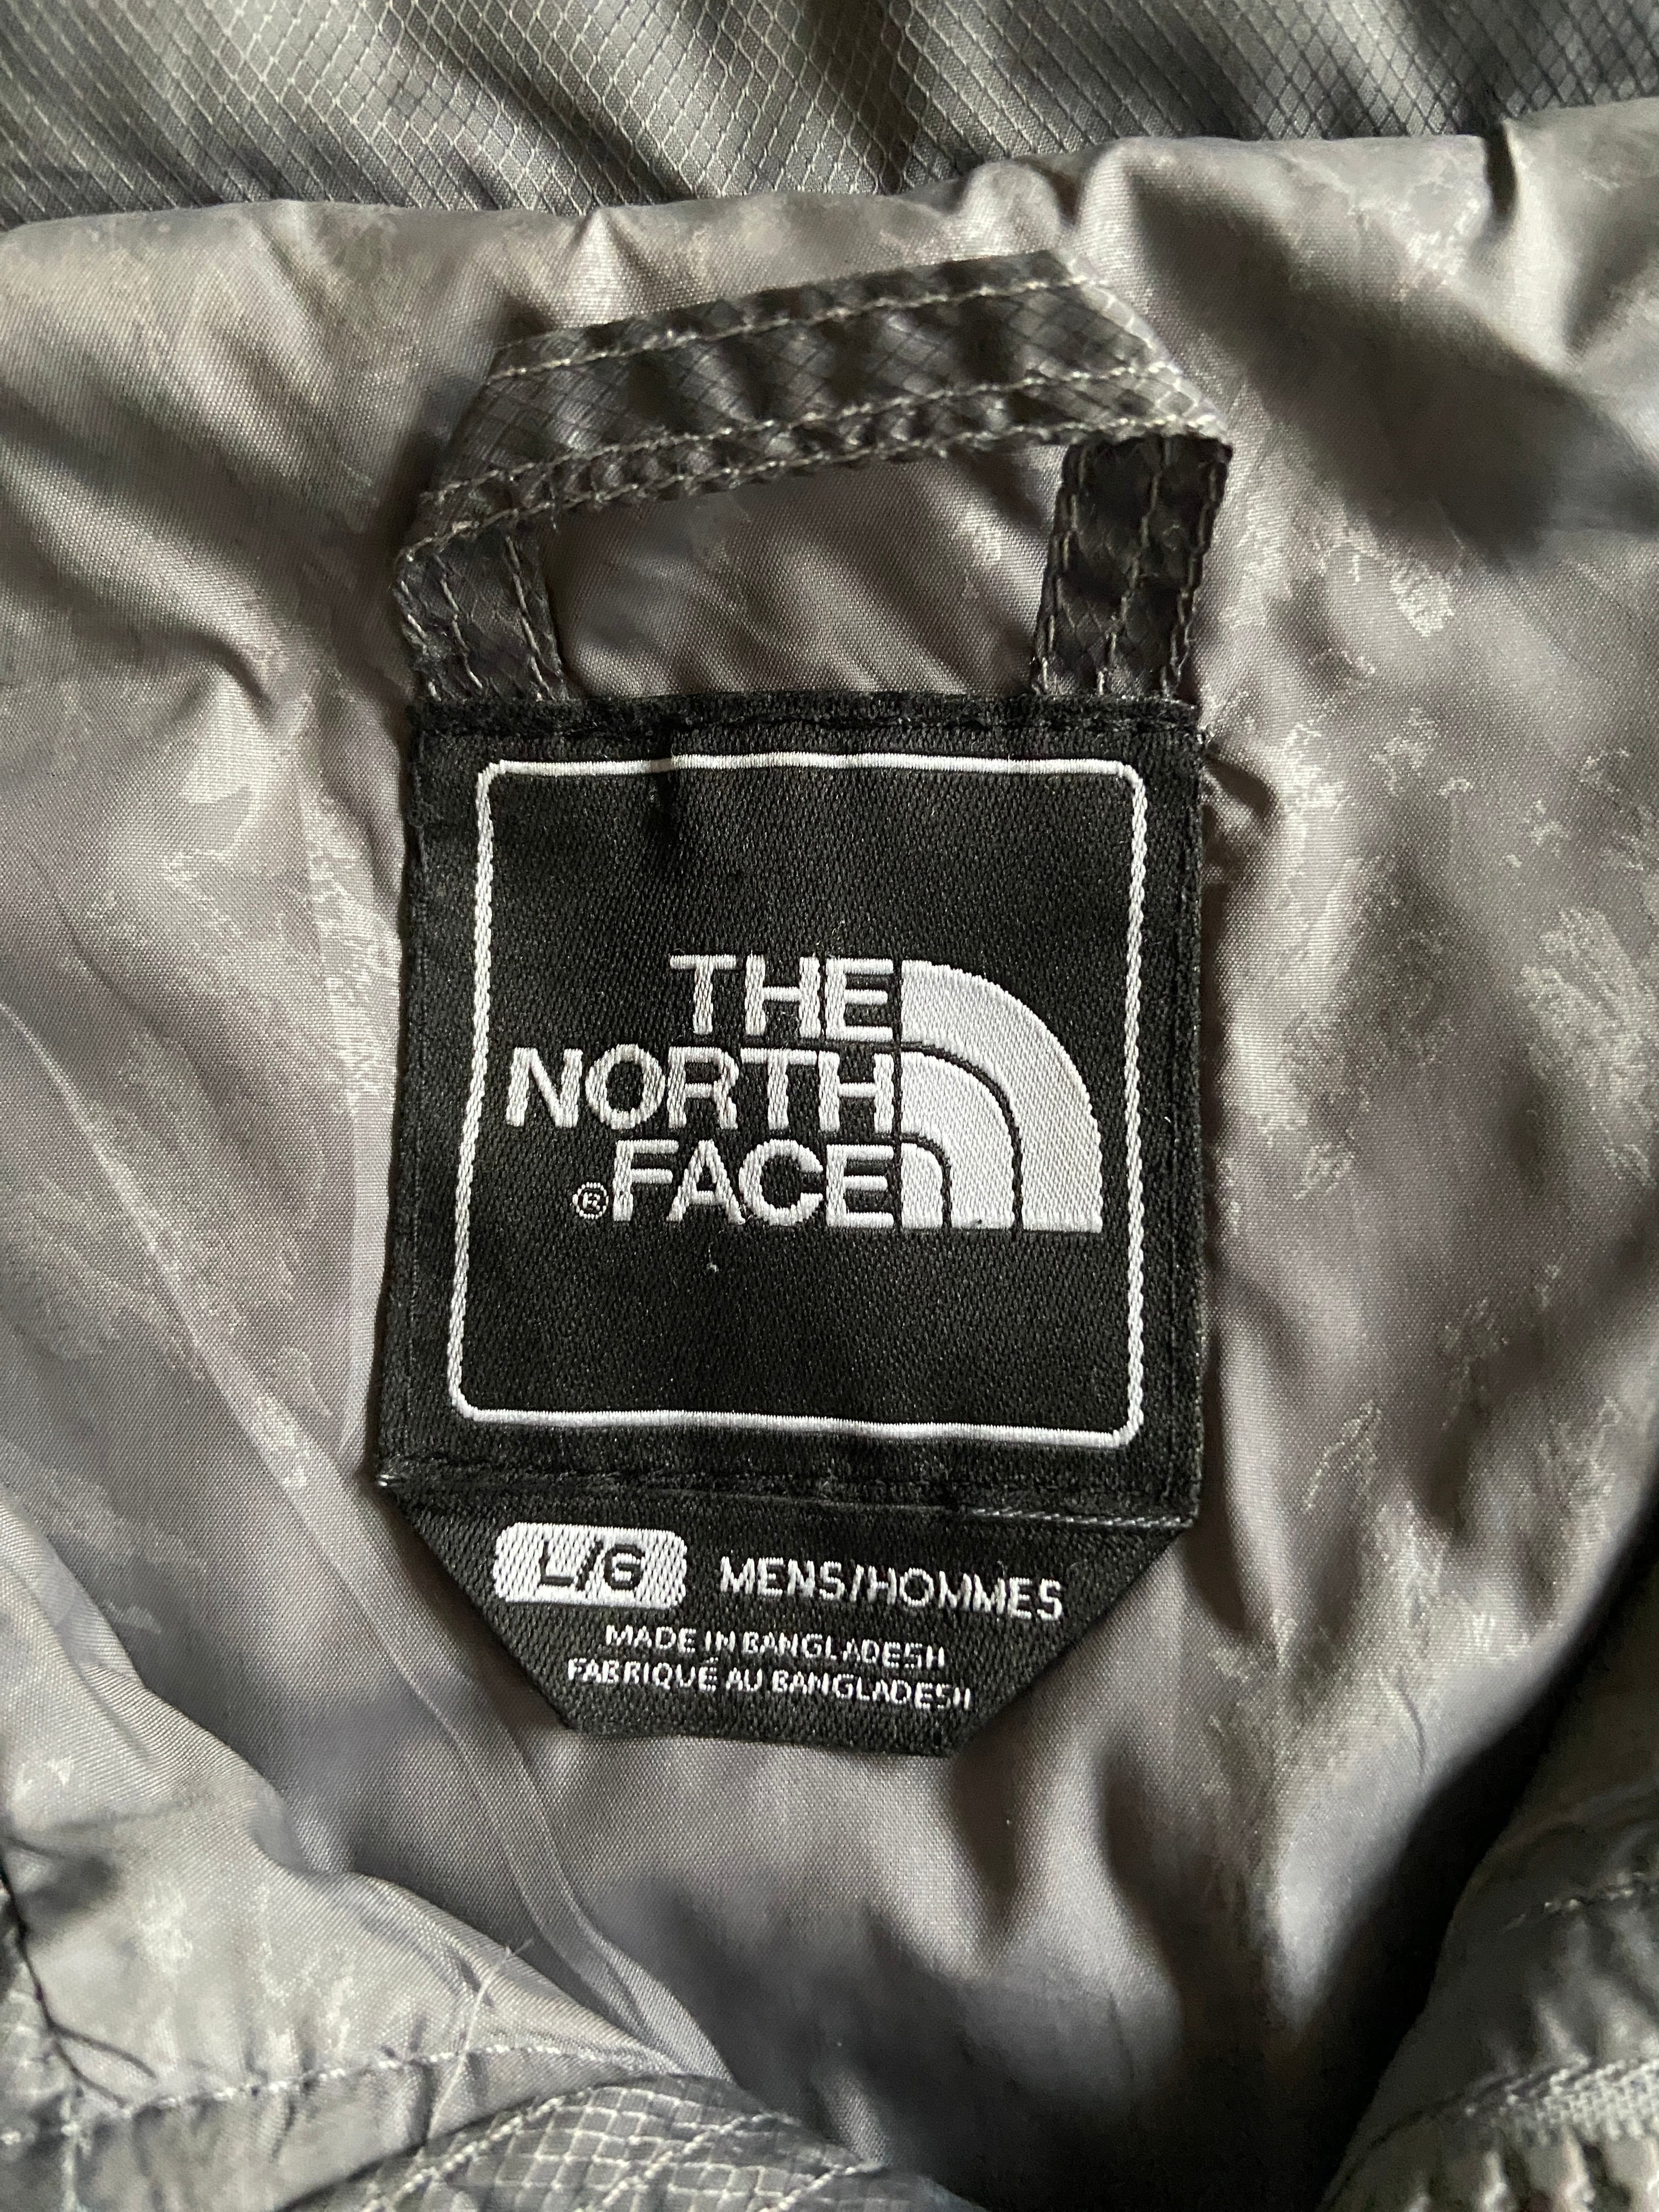 THE
NORTH
® FACE
L/G MENS/HOMMES
MADE IN BANGLADESH
FABRIQUÉ AU BANGLADESH